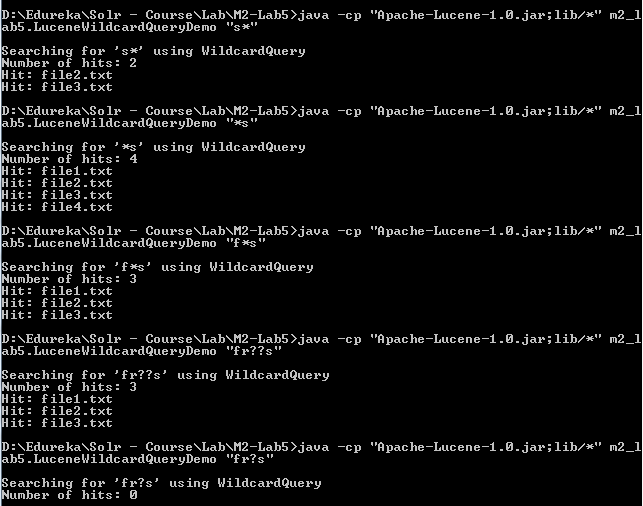 D:\Edureka\Solr - Course\Lab\M2-Lab5>java -cp "Apache-Lucene-1.0.jar;lib/*" m2_l
ab5.LuceneWildcardQueryDemo "s*"
Searching for 's*' using WildcardQuery
Number of hits: 2
Hit: file2.txt
Hit: file3.txt
D:\Edureka\Solr - Course\Lab\M2-Lab5>java -cp "Apache-Lucene-1.0.jar;lib/*" m2_l
ab5.LuceneWildcardQueryDemo "*s"
Searching for '*s' using WildcardQuery
Number of hits: 4
Hit: file1.txt
Hit: file2.txt
Hit: file3.txt
Hit: file4.txt
D:\Edureka\Solr - Course\Lab\M2-Lab5>java -cp "Apache-Lucene-1.0.jar;lib/*" m2_l
ab5.LuceneWildcardQueryDemo "f*s"
Searching for 'f*s' using WildcardQuery
Number of hits: 3
Hit: file1.txt
Hit: file2.txt
Hit: file3.txt
D:\Edureka\Solr - Course\Lab\M2-Lab5>java -cp "Apache-Lucene-1.0.jar;lib/*" m2_l
ab5.LuceneWildcardQueryDemo "fr??s"
Searching for 'fr??s' using WildcardQuery
Number of hits: 3
Hit: file1.txt
Hit: file2.txt
Hit: file3.txt
D:\Edureka\Solr - Course\Lab\M2-Lab5>java -cp "Apache-Lucene-1.0.jar;lib/*" m2_l
ab5.LuceneWildcardQueryDemo "fr?s"
Searching for 'fr?s' using WildcardQuery
Number of hits: 0